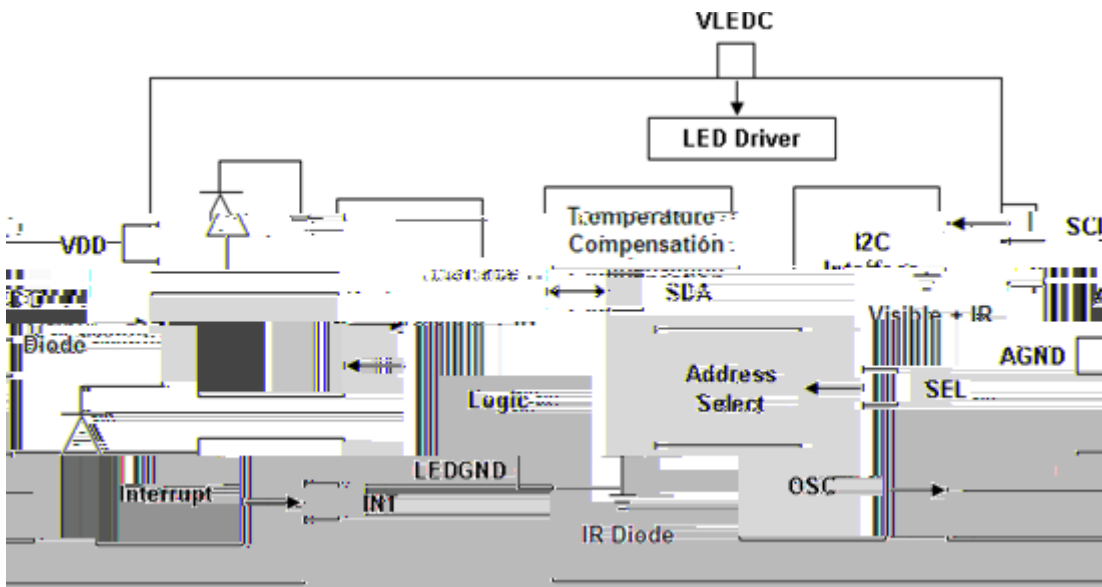 VLEDC
LED Driver
Temperature
Compensation
VDD
I2C
SDA
Visible + IR
Diode
AGND
Address
Select
SEL
Logic
LEDGND
OSC
Interrupt
INT
IR Diode